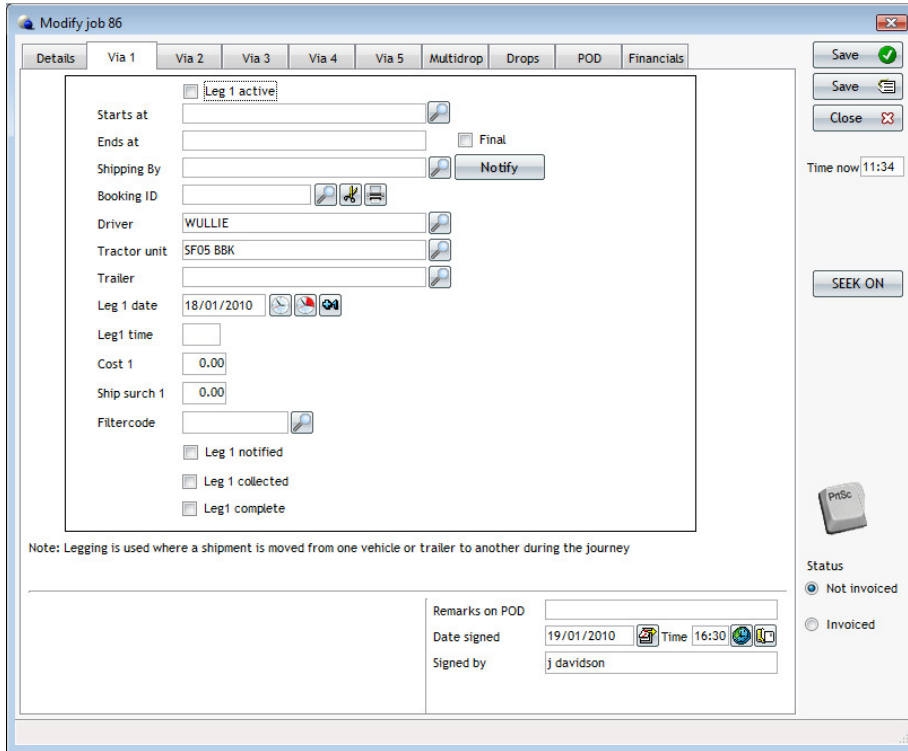 Modify job 86
Details Via 1 Via 2 Via 3 Via 4 Via 5 Multidrop Drops POD Financials
Save
Save
Close
Time now 11:34
SEEK ON
Leg 1 active
Starts at
Ends at Final
Shipping By Notify
Booking ID
Driver WULLIE
Tractor unit SF05 BBK
Trailer
Leg 1 date 18/01/2010
Leg1 time
Cost 1 0.00
Ship surch 1 0.00
Filtercode
Leg 1 notified
Leg 1 collected
Leg1 complete
PrtSc
Note: Legging is used where a shipment is moved from one vehicle or trailer to another during the journey
Status
Not invoiced
Invoiced
Remarks on POD
Date signed 19/01/2010 Time 16:30
Signed by j davidson